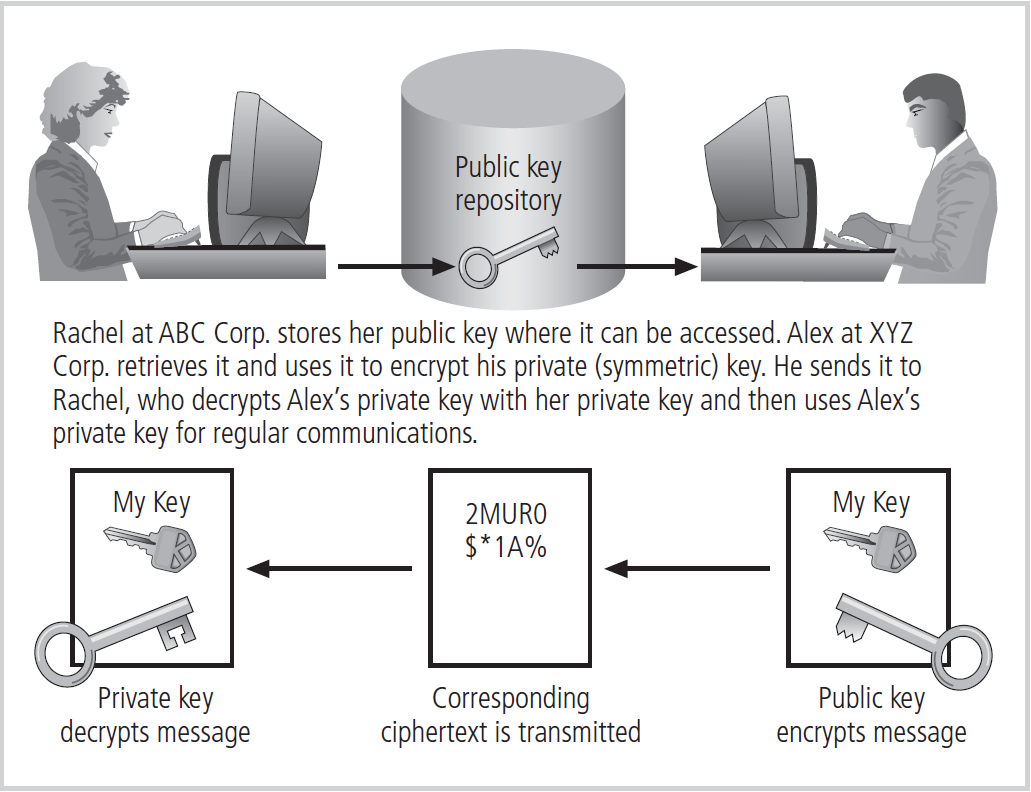 Public key
repository
Rachel at ABC Corp. stores her public key where it can be accessed. Alex at XYZ
Corp. retrieves it and uses it to encrypt his private (symmetric) key. He sends it to
Rachel, who decrypts Alex’s private key with her private key and then uses Alex’s
private key for regular communications.
My Key
2MUR0
$*1A%
My Key
Private key
decrypts message
Corresponding
ciphertext is transmitted
Public key
encrypts message